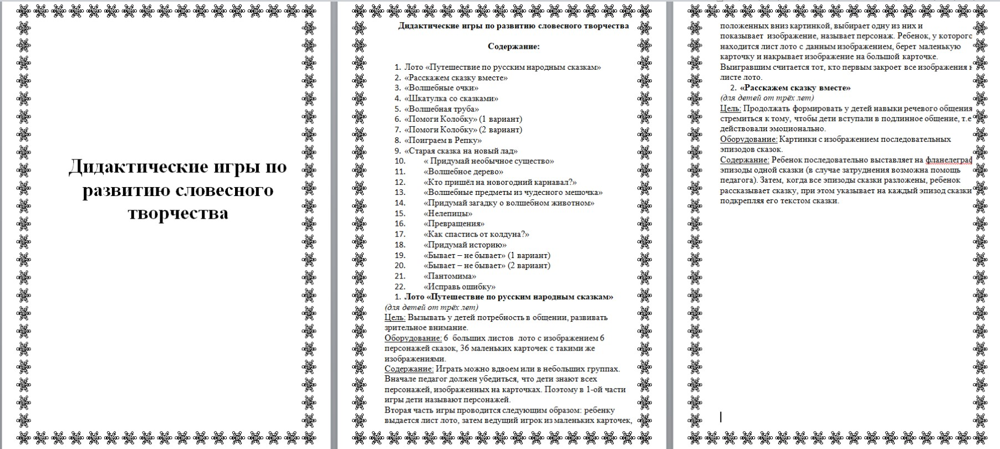 Дидактические игры по
развитию словесного
творчества
Дидактические игры по развитию словесного творчества
Содержание:
1. Лото «Путешествие по русским народным сказкам»
2. «Расскажем сказку вместе»
3. «Волшебные очки»
4. «Шкатулка со сказками»
5. «Волшебная труба»
6. «Помоги Колобку» (1 вариант)
7. «Помоги Колобку» (2 вариант)
8. «Поиграем в Репку»
9. «Старая сказка на новый лад»
10. « Придумай необычное существо»
11. «Волшебное дерево»
12. «Кто пришёл на новогодний карнавал?»
13. «Волшебные предметы из чудесного мешочка»
14. «Придумай загадку о волшебном животном»
15. «Нелепицы»
16. «Превращения»
17. «Как спастись от колдуна?»
18. «Придумай историю»
19. «Бывает – не бывает» (1 вариант)
20. «Бывает – не бывает» (2 вариант)
21. «Пантомима»
22. «Исправь ошибку»
1. Лото «Путешествие по русским народным сказкам»
(для детей от трёх лет)
Цель: Вызывать у детей потребность в общении, развивать
зрительное внимание.
Оборудование: 6 больших листов лото с изображением 6
персонажей сказок, 36 маленьких карточек с такими же
изображениями.
Содержание: Играть можно вдвоем или в небольших группах.
Вначале педагог должен убедиться, что дети знают всех
персонажей, изображенных на карточках. Поэтому в 1-ой части
игры дети называют персонажей.
Вторая часть игры проводится следующим образом: ребенку
выдается лист лото, затем ведущий игрок из маленьких карточек,
положенных вниз картинкой, выбирает одну из них и
показывает изображение, называет персонаж. Ребенок, у которого
находится лист лото с данным изображением, берет маленькую
карточку и накрывает изображение на большой карточке.
Выигравшим считается тот, кто первым закроет все изображения
листе лото.
2. «Расскажем сказку вместе»
(для детей от трёх лет)
Цель: Продолжать формировать у детей навыки речевого общения
стремиться к тому, чтобы дети вступали в подлинное общение, т.е
действовали эмоционально.
Оборудование: Картинки с изображением последовательных
эпизодов сказок.
Содержание: Ребенок последовательно выставляет на фланелеграф
эпизоды одной сказки (в случае затруднения возможна помощь
педагога). Затем, когда все эпизоды сказки разложены, ребенок
рассказывает сказку, при этом указывает на каждый эпизод сказки
подкрепляя его текстом сказки.